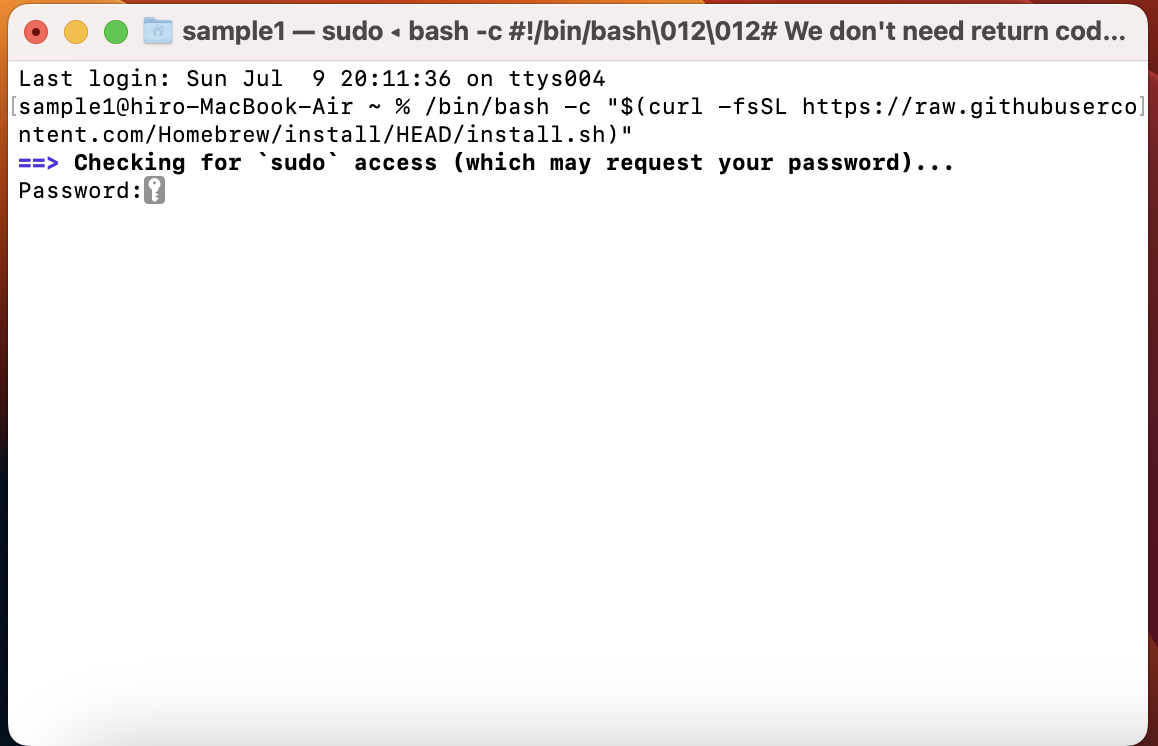 sample1 — sudo ◂ bash -c #!/bin/bash\012\012# We don't need return cod...
Last login: Sun Jul  9 20:11:36 on ttys004
[sample1@hiro-MacBook-Air ~ % /bin/bash -c "$(curl -fsSL https://raw.githubuserco]
ntent.com/Homebrew/install/HEAD/install.sh)"
==> Checking for `sudo` access (which may request your password)...
Password: